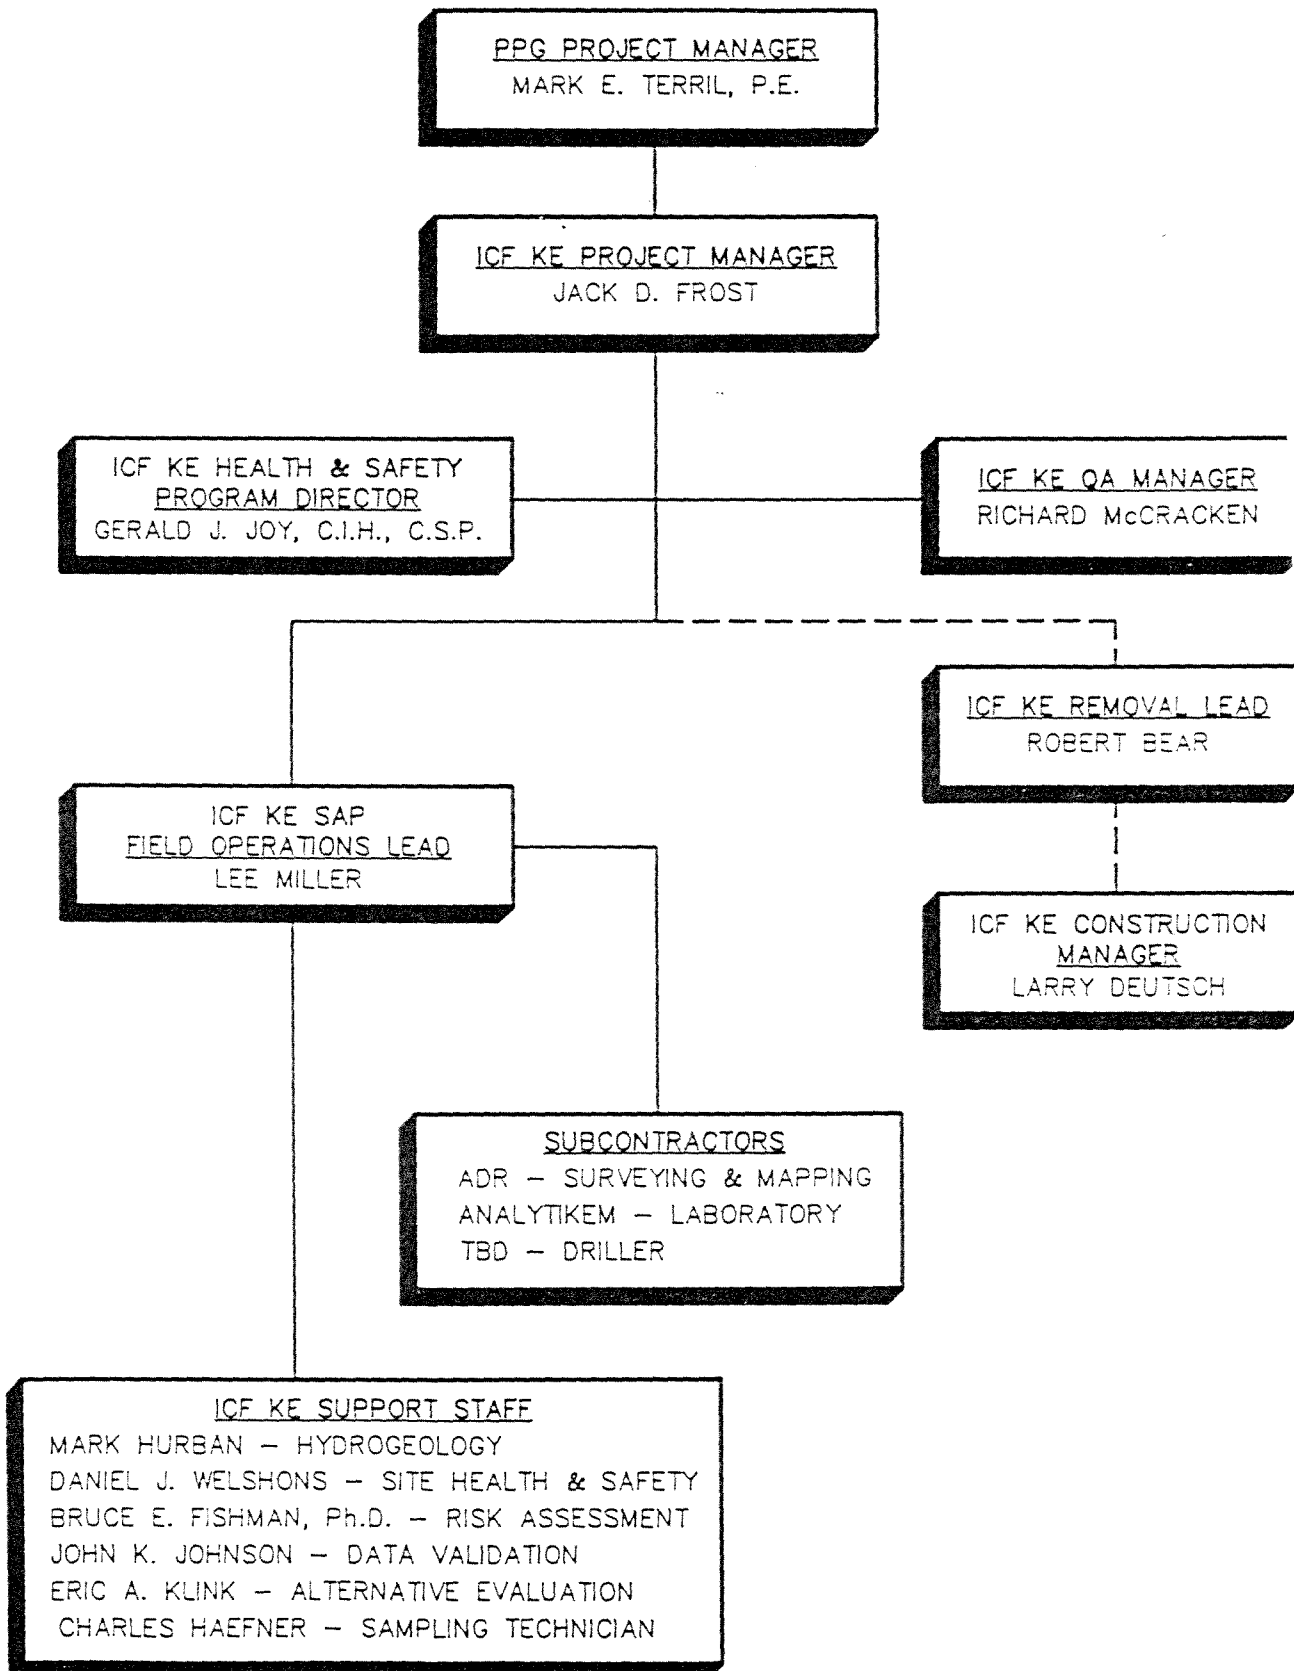 PPG PROJECT MANAGER
MARK E. TERRIL, P.E.
ICF KE PROJECT MANAGER
JACK D. FROST
ICF KE HEALTH & SAFETY
PROGRAM DIRECTOR
GERALD J. JOY, C.I.H., C.S.P.
ICF KE QA MANAGER
RICHARD McCRACKEN
ICF KE REMOVAL LEAD
ROBERT BEAR
ICF KE SAP
FIELD OPERATIONS LEAD
LEE MILLER
ICF KE CONSTRUCTION
MANAGER
LARRY DEUTSCH
SUBCONTRACTORS
ADR – SURVEYING & MAPPING
ANALYTIKEM – LABORATORY
TBD – DRILLER
ICF KE SUPPORT STAFF
MARK HURBAN – HYDROGEOLOGY
DANIEL J. WELSHONS – SITE HEALTH & SAFETY
BRUCE E. FISHMAN, Ph.D. – RISK ASSESSMENT
JOHN K. JOHNSON – DATA VALIDATION
ERIC A. KLINK – ALTERNATIVE EVALUATION
CHARLES HAEFNER – SAMPLING TECHNICIAN